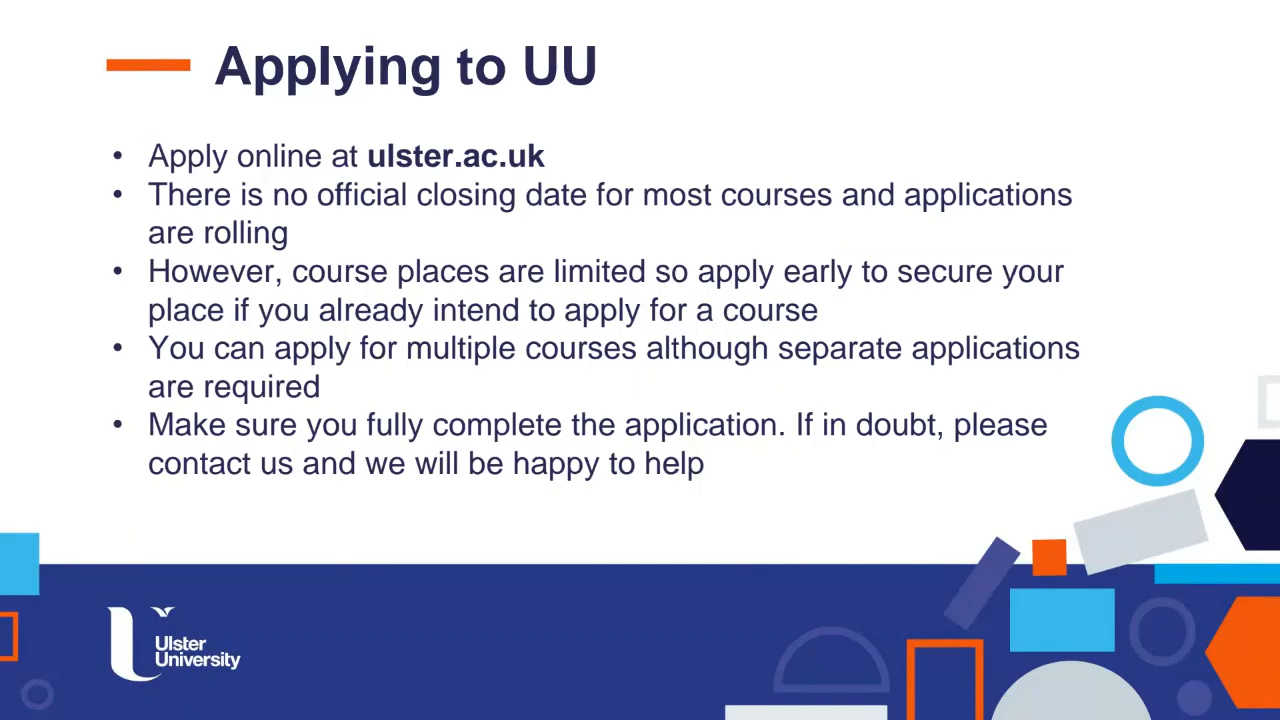 Applying to UU
• Apply online at ulster.ac.uk
• There is no official closing date for most courses and applications
are rolling
• However, course places are limited so apply early to secure your
place if you already intend to apply for a course
• You can apply for multiple courses although separate applications
are required
• Make sure you fully complete the application. If in doubt, please
contact us and we will be happy to help
Ulster
University